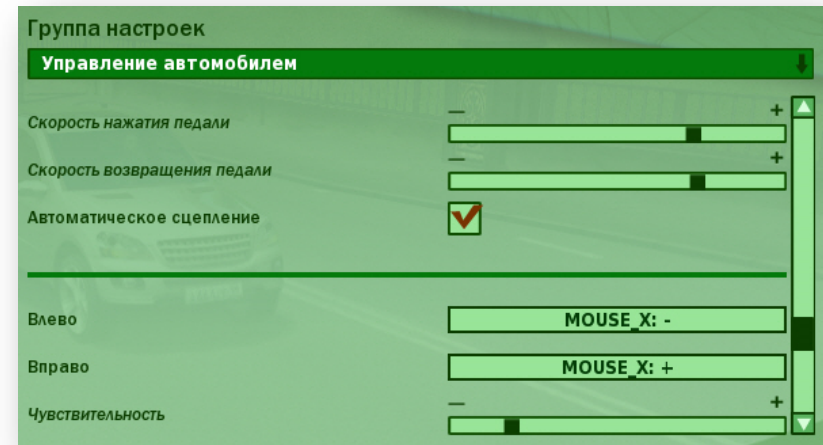 Группа настроек
Управление автомобилем
Скорость нажатия педали — +
Скорость возвращения педали — +
Автоматическое сцепление
Влево MOUSE_X: -
Вправо MOUSE_X: +
Чувствительность — +